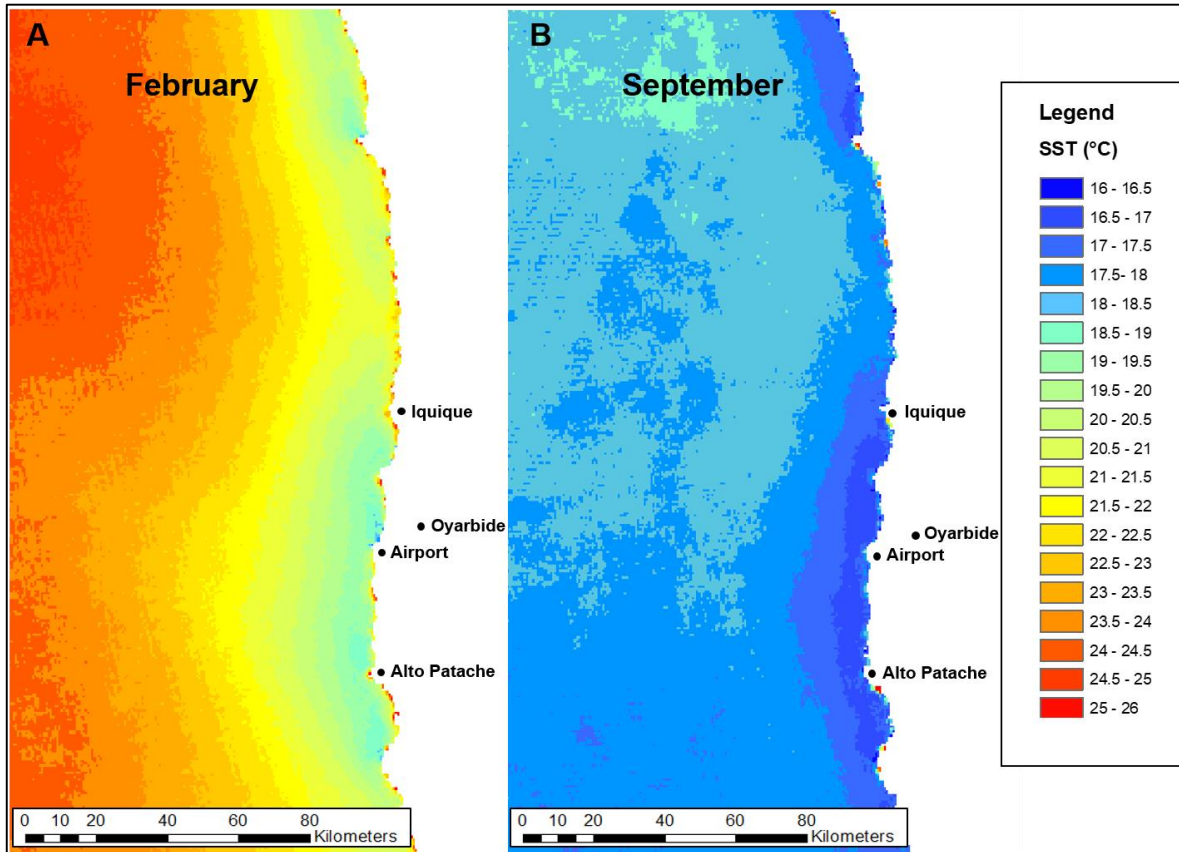 A
February
Iquique
Oyarbide
Airport
Alto Patache
0 10 20 40 60 80
Kilometers
B
September
Iquique
Oyarbide
Airport
Alto Patache
0 10 20 40 60 80
Kilometers
Legend
SST (°C)
16 - 16.5
16.5 - 17
17 - 17.5
17.5 - 18
18 - 18.5
18.5 - 19
19 - 19.5
19.5 - 20
20 - 20.5
20.5 - 21
21 - 21.5
21.5 - 22
22 - 22.5
22.5 - 23
23 - 23.5
23.5 - 24
24 - 24.5
24.5 - 25
25 - 26